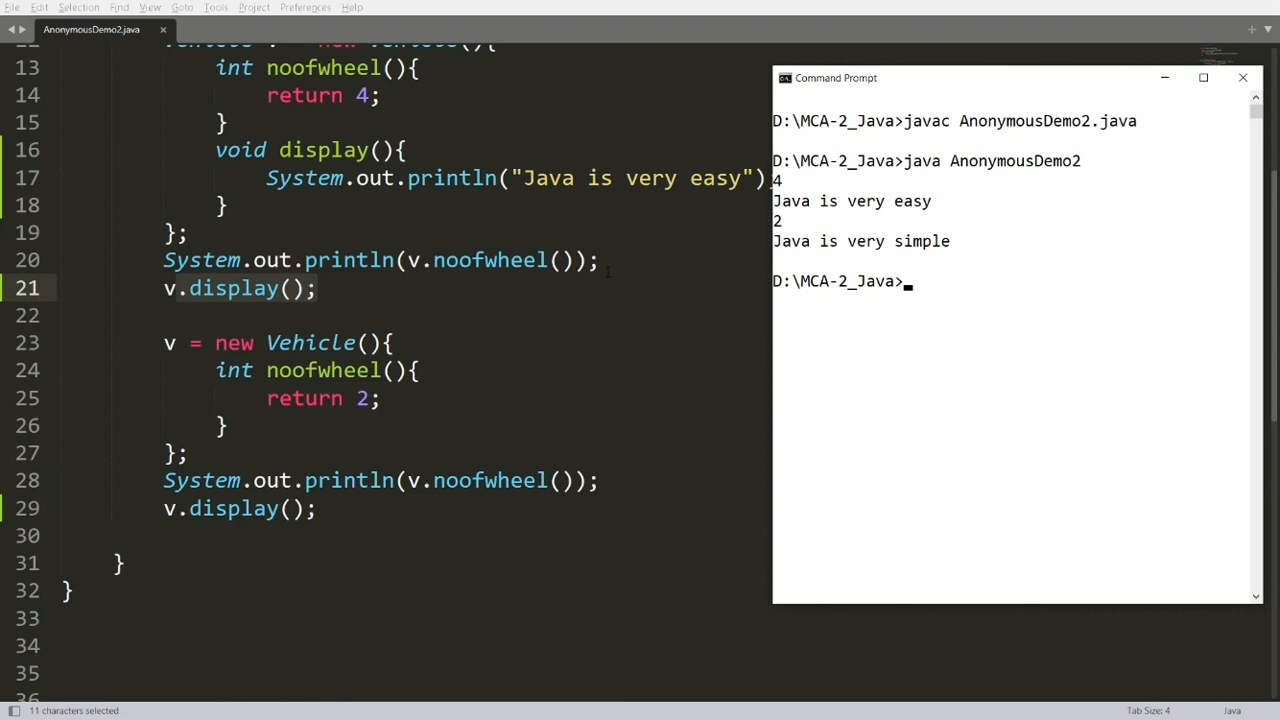 File Edit Selection Find View Goto Tools Project Preferences Help
AnonymousDemo2.java
13 int noofwheel(){
14 return 4;
15 }
16 void display(){
17 System.out.println("Java is very easy")
18 }
19 };
20 System.out.println(v.noofwheel());
21 v.display();
22
23 v = new Vehicle(){
24 int noofwheel(){
25 return 2;
26 }
27 };
28 System.out.println(v.noofwheel());
29 v.display();
30
31 }
32 }
33
34
35
Command Prompt
D:\MCA-2_Java>javac AnonymousDemo2.java
D:\MCA-2_Java>java AnonymousDemo2
4
Java is very easy
2
Java is very simple
D:\MCA-2_Java>
11 characters selected
Tab Size: 4
Java